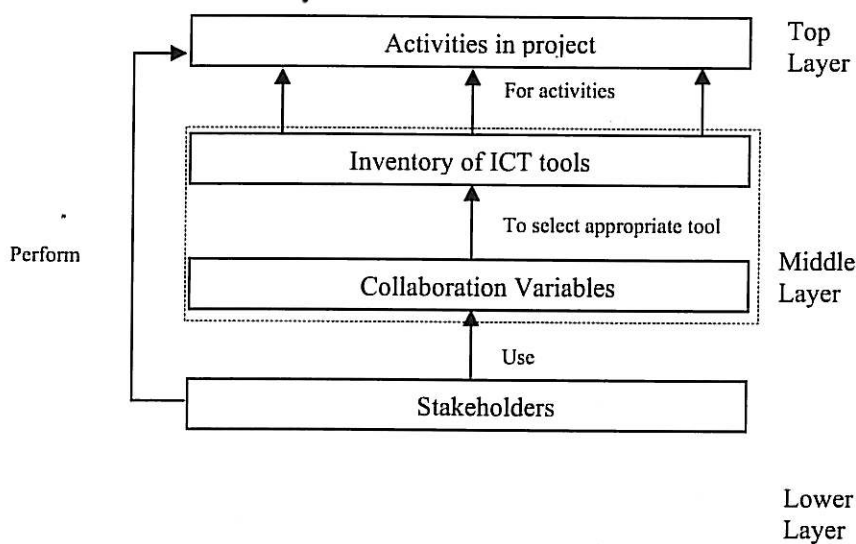 Activities in project
Top
Layer
For activities
Inventory of ICT tools
To select appropriate tool
Perform
Middle
Layer
Collaboration Variables
Use
Stakeholders
Lower
Layer